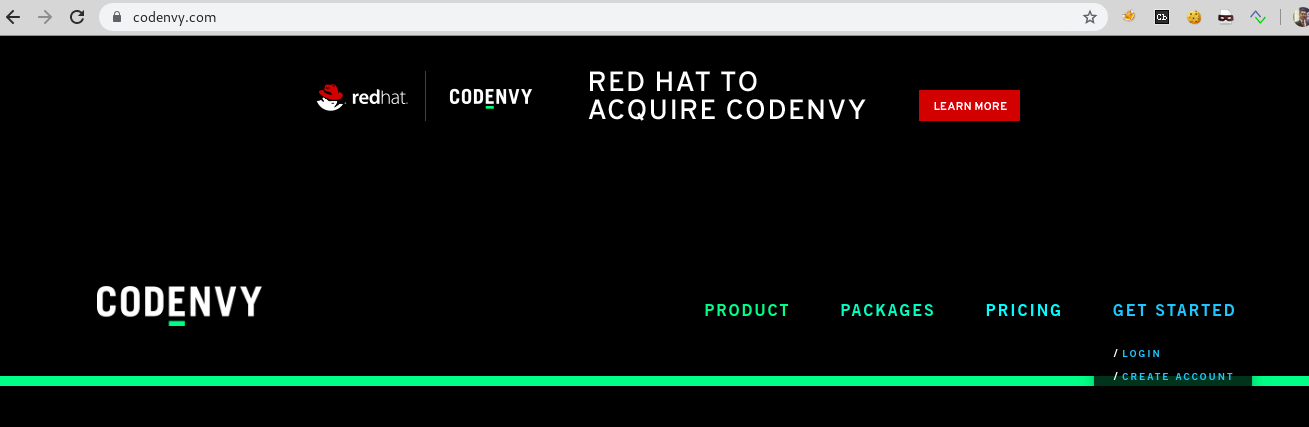 codenvy.com
Cb
redhat.
CODENVY
RED HAT TO
ACQUIRE CODENVY
LEARN MORE
CODENVY
PRODUCT PACKAGES PRICING GET STARTED
/ LOGIN
/ CREATE ACCOUNT